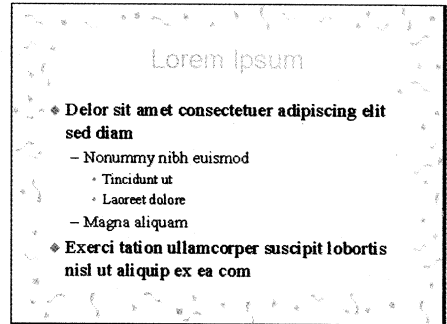 Lorem Ipsum
Delor sit amet consectetuer adipiscing elit
sed diam
– Nonummy nibh euismod
Tincidunt ut
Laoreet dolore
– Magna aliquam
Exerci tation ullamcorper suscipit lobortis
nisl ut aliquip ex ea com